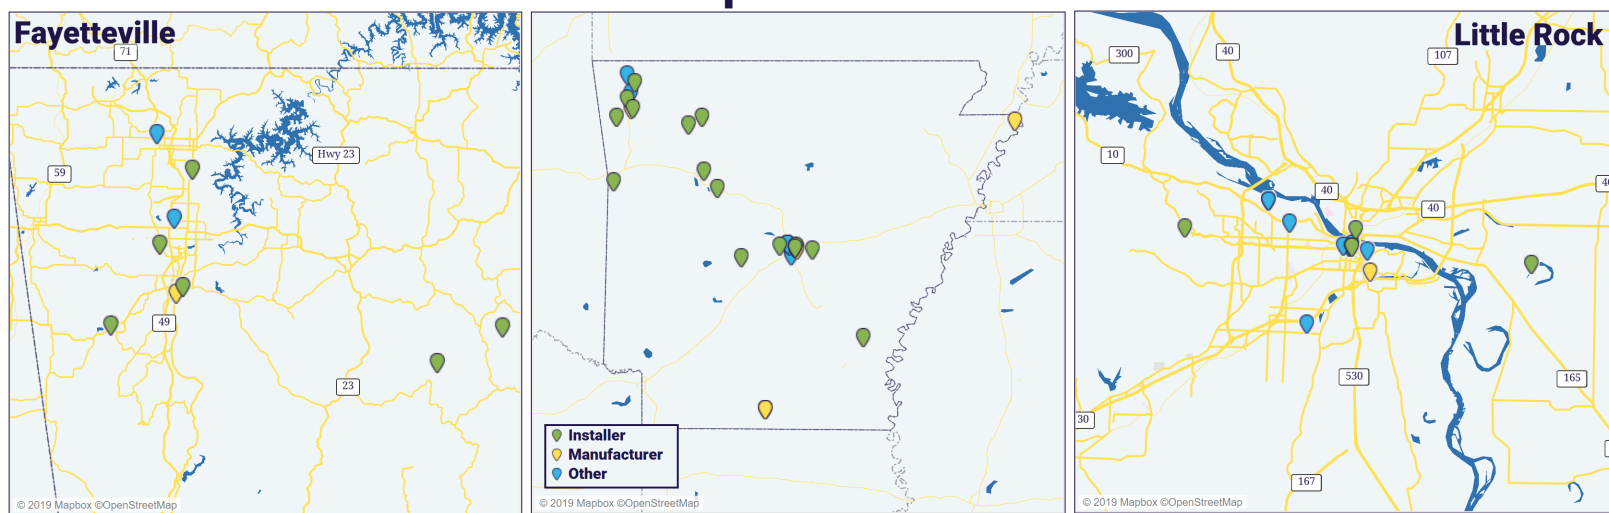 Fayetteville
71
59
Hwy 23
49
23
© 2019 Mapbox ©OpenStreetMap
Installer
Manufacturer
Other
© 2019 Mapbox ©OpenStreetMap
Little Rock
300
40
107
10
40
40
530
165
30
167
© 2019 Mapbox ©OpenStreetMap